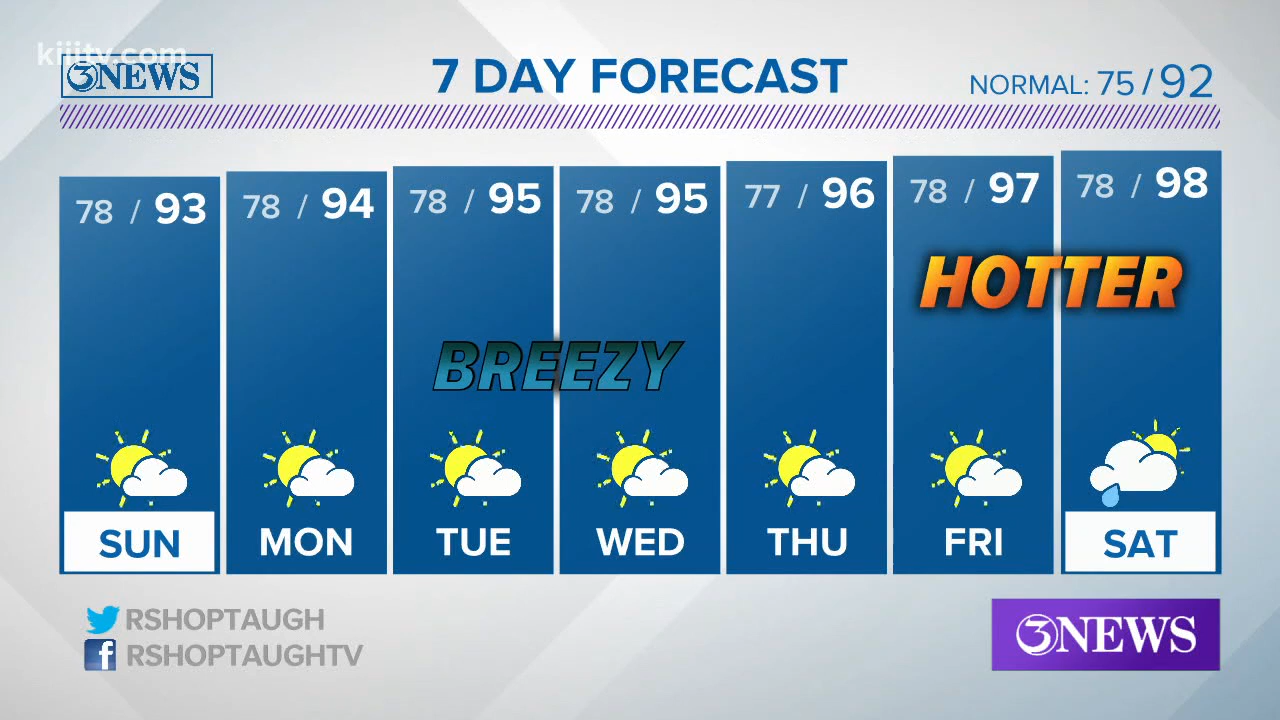 kiiitv.com
3NEWS
7 DAY FORECAST
NORMAL: 75 / 92
78 / 93
78 / 94
78 / 95
78 / 95
77 / 96
78 / 97
78 / 98
HOTTER
BREEZY
SUN
MON
TUE
WED
THU
FRI
SAT
RSHOPTAUGH
f RSHOPTAUGHTV
3NEWS